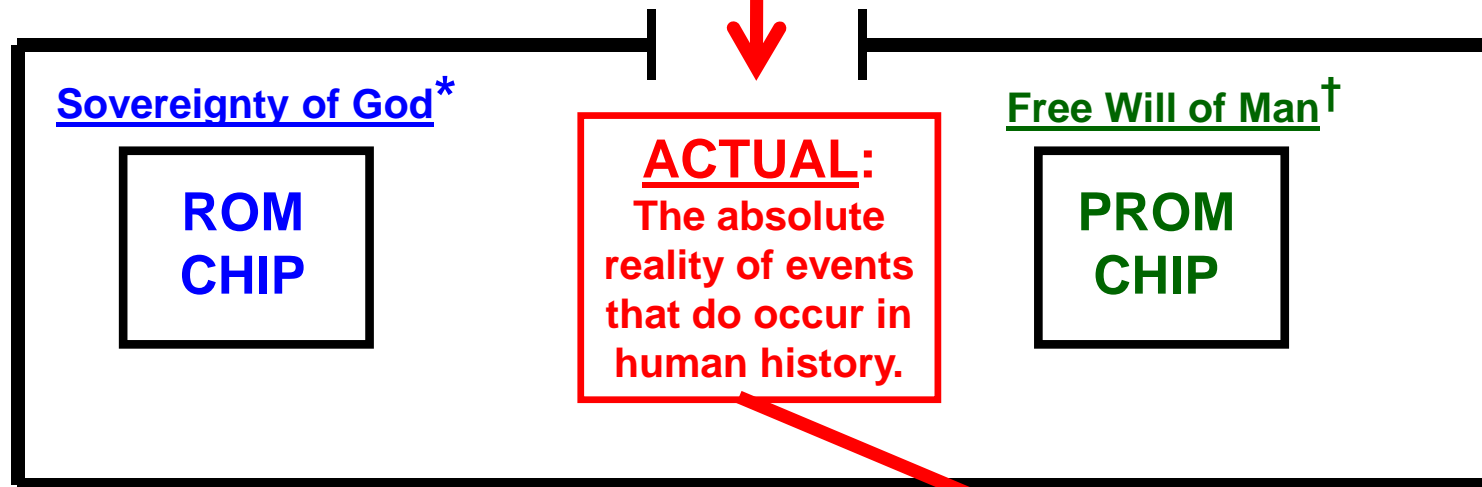 Sovereignty of God*
Free Will of Man†
ROM
CHIP
ACTUAL:
The absolute
reality of events
that do occur in
human history.
PROM
CHIP